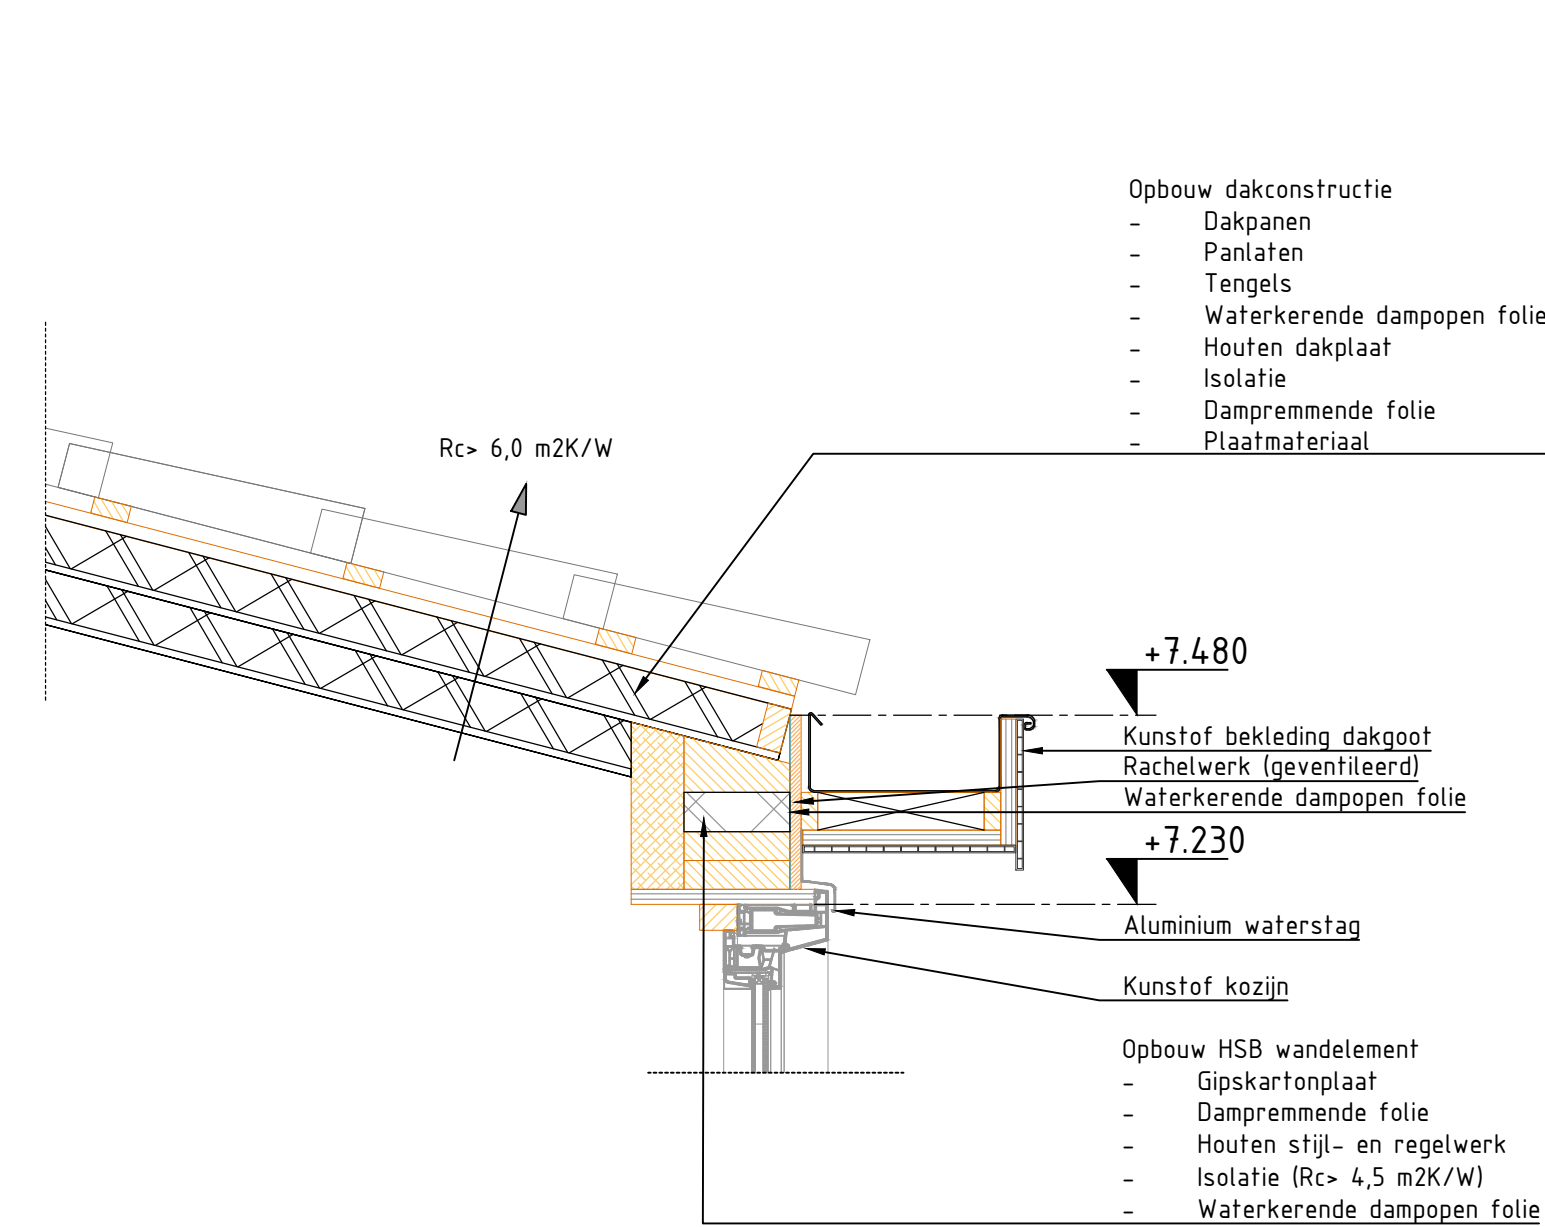 Opbouw dakconstructie
- Dakpanen
- Panlaten
- Tengels
- Waterkerende dampopen folie
- Houten dakplaat
- Isolatie
- Dampremmende folie
- Plaatmateriaal
Rc> 6,0 m2K/W
+7.480
Kunstof bekleding dakgoot
Rachelwerk (geventileerd)
Waterkerende dampopen folie
+7.230
Aluminium waterstag
Kunstof kozijn
Opbouw HSB wandelement
- Gipskartonplaat
- Dampremmende folie
- Houten stijl- en regelwerk
- Isolatie (Rc> 4,5 m2K/W)
- Waterkerende dampopen folie